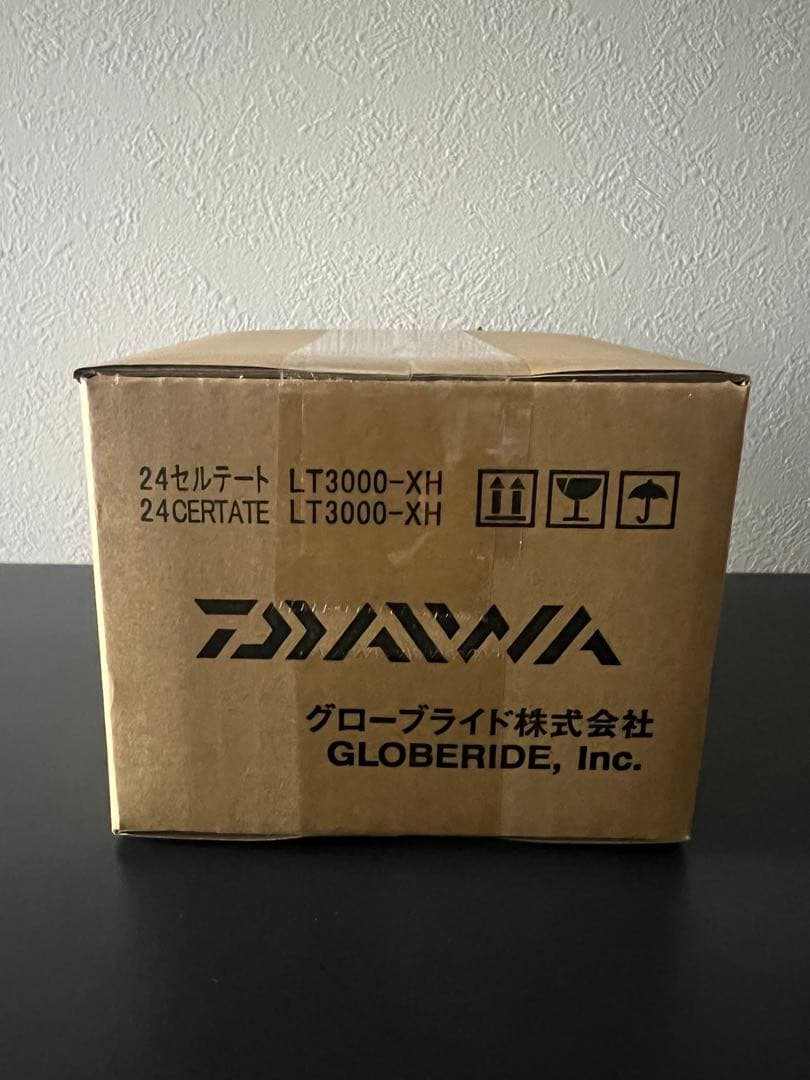 24セルテート LT3000-XH
24CERTATE LT3000-XH
DAIWA
グローブライド株式会社
GLOBERIDE, Inc.